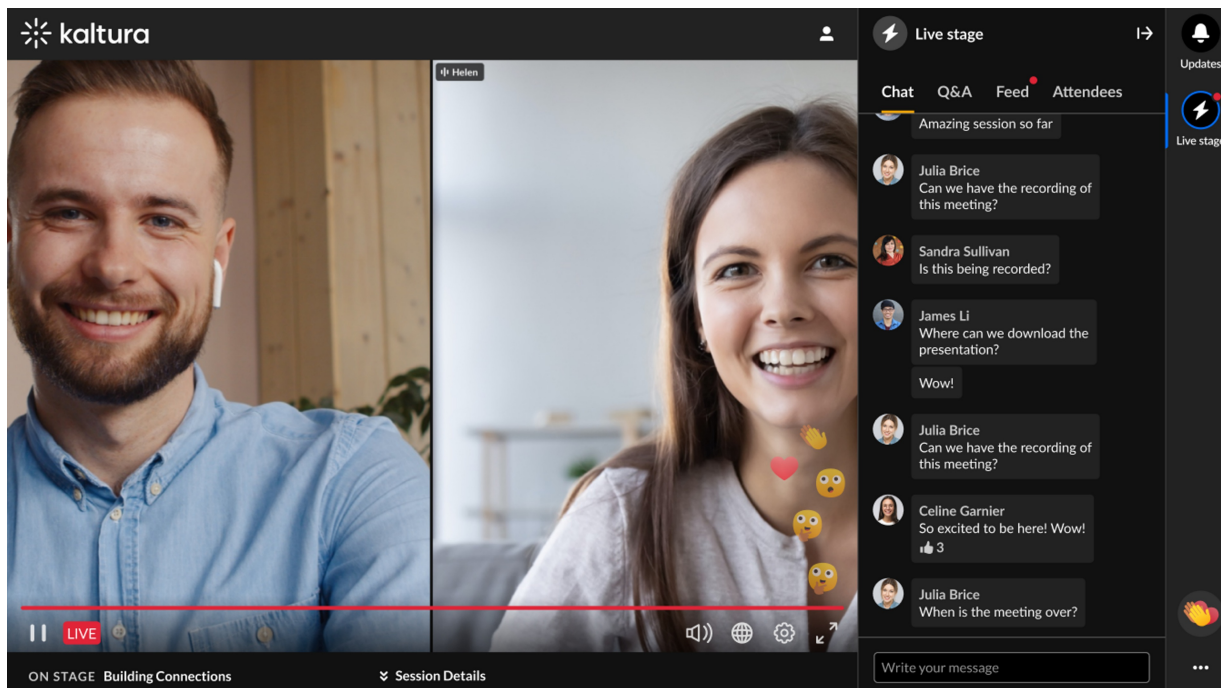 kaltura
Helen
LIVE
ON STAGE Building Connections
Session Details
Live stage
Chat Q&A Feed Attendees
Amazing session so far
Julia Brice
Can we have the recording of
this meeting?
Sandra Sullivan
Is this being recorded?
James Li
Where can we download the
presentation?
Wow!
Julia Brice
Can we have the recording of
this meeting?
Celine Garnier
So excited to be here! Wow!
3
Julia Brice
When is the meeting over?
Write your message
Updates
Live stage